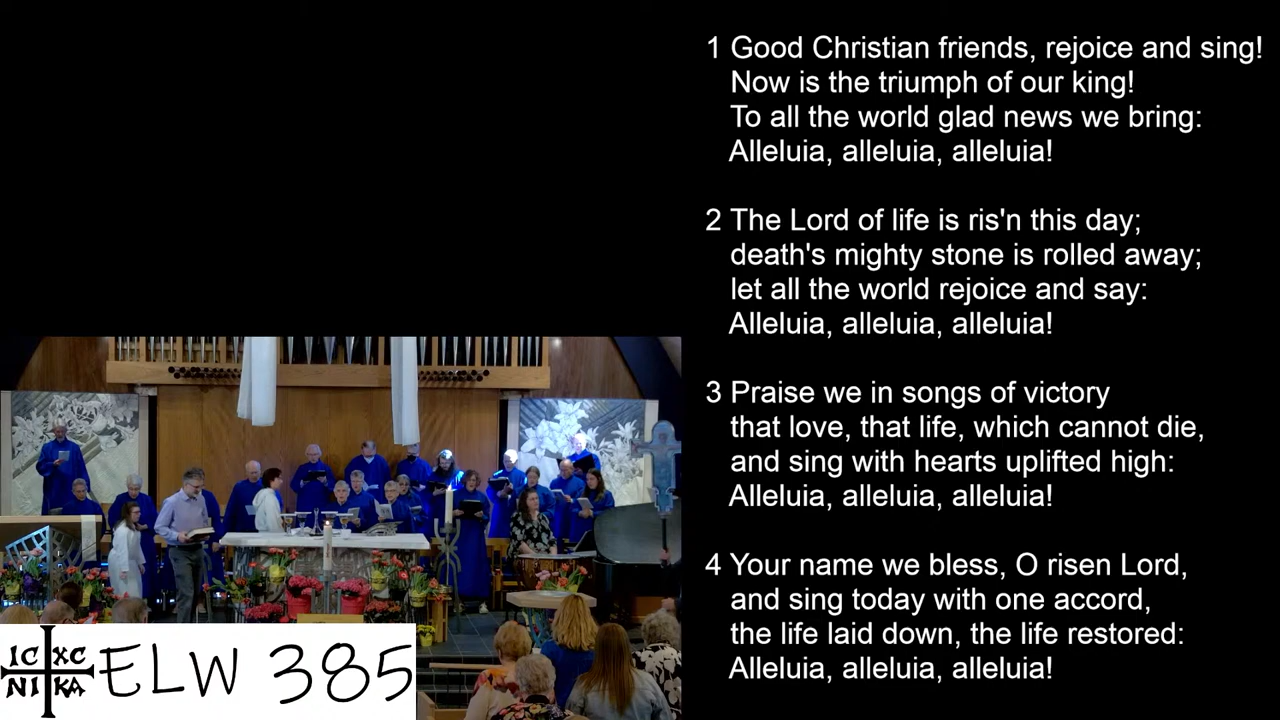 1 Good Christian friends, rejoice and sing!
Now is the triumph of our king!
To all the world glad news we bring:
Alleluia, alleluia, alleluia!
2 The Lord of life is ris'n this day;
death's mighty stone is rolled away;
let all the world rejoice and say:
Alleluia, alleluia, alleluia!
3 Praise we in songs of victory
that love, that life, which cannot die,
and sing with hearts uplifted high:
Alleluia, alleluia, alleluia!
4 Your name we bless, O risen Lord,
and sing today with one accord,
the life laid down, the life restored:
Alleluia, alleluia, alleluia!
IC XC
NI KA
ELW 385